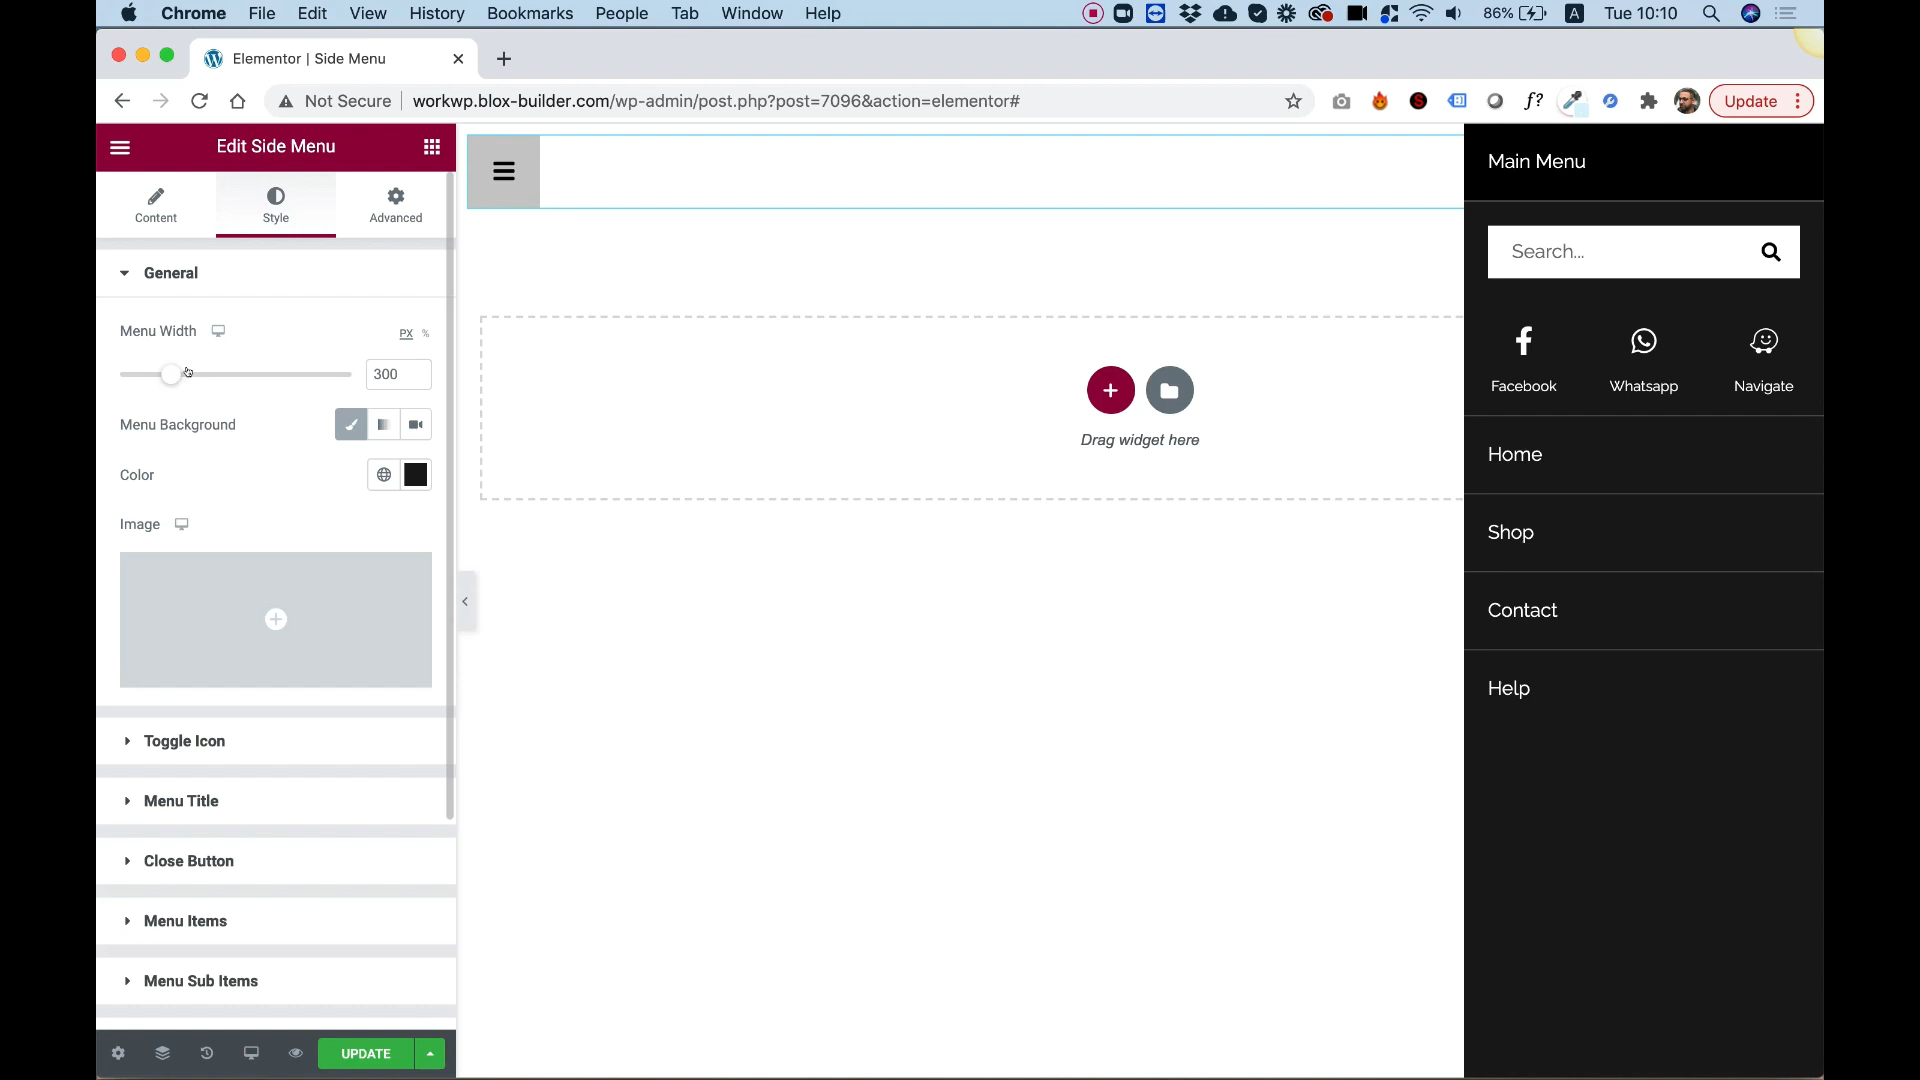 Chrome File Edit View History Bookmarks People Tab Window Help 86% A Tue 10:10
Elementor | Side Menu
Not Secure workwp.blox-builder.com/wp-admin/post.php?post=7096&action=elementor# S f? Update
Edit Side Menu
Content Style Advanced
General
Menu Width PX %
300
Menu Background
Color
Image
Toggle Icon
Menu Title
Close Button
Menu Items
Menu Sub Items
UPDATE
Drag widget here
Main Menu
Search...
Facebook Whatsapp Navigate
Home
Shop
Contact
Help